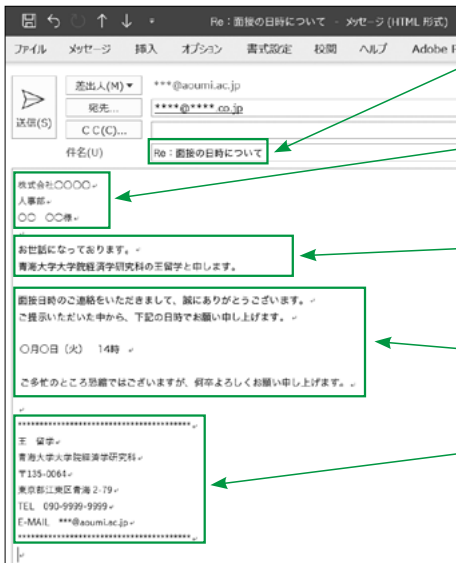 Re：面接の日時について - メッセージ (HTML 形式)
ファイル メッセージ 挿入 オプション 書式設定 校閲 ヘルプ Adobe P
送信(S)
差出人(M) ***@aoumi.ac.jp
宛先... ****@****.co.jp
C C(C)...
件名(U) Re：面接の日時について
株式会社〇〇〇〇
人事部
〇〇 〇〇様
お世話になっております。
青海大学大学院経済学研究科の王留学と申します。
面接日時のご連絡をいただきまして、誠にありがとうございます。
ご提示いただいた中から、下記の日時でお願い申し上げます。
〇月〇日（火） 14時
ご多忙のところ恐縮ではございますが、何卒よろしくお願い申し上げます。
****************************************
王 留学
青海大学大学院経済学研究科
〒135-0064
東京都江東区青海 2-79
TEL 090-9999-9999
E-MAIL ***@aoumi.ac.jp
****************************************